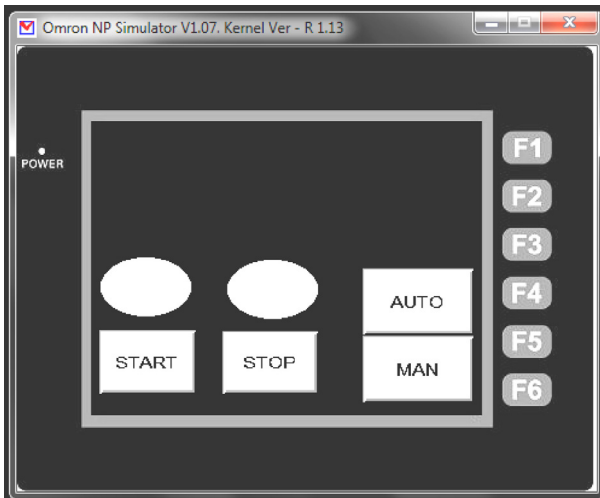 Omron NP Simulator V1.07. Kernel Ver - R 1.13
POWER
F1
F2
F3
F4
F5
F6
AUTO
START
STOP
MAN